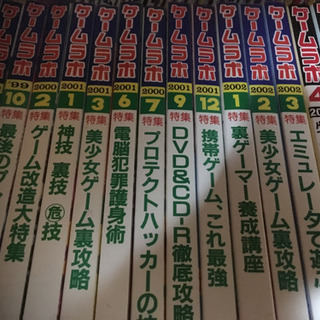 ゲームラボ
99
10
特集
最後の
ゲームラボ
2000
2
特集
ゲーム改造大特集
ゲームラボ
2001
1
特集
神技 裏技 危技
ゲームラボ
2001
3
特集
美少女ゲーム裏攻略
ゲームラボ
2001
6
特集
電脳犯罪護身術
ゲームラボ
2000
7
特集
プロテクトハッカーの
ゲームラボ
2001
9
特集
DVD&CD-R徹底攻略
ゲームラボ
2001
12
特集
携帯ゲーム、これ最強
ゲームラボ
2002
1
特集
裏ゲーマー養成講座
ゲームラボ
2002
2
特集
美少女ゲーム裏攻略
ゲームラボ
2002
3
特集
エミュレータで遊
4